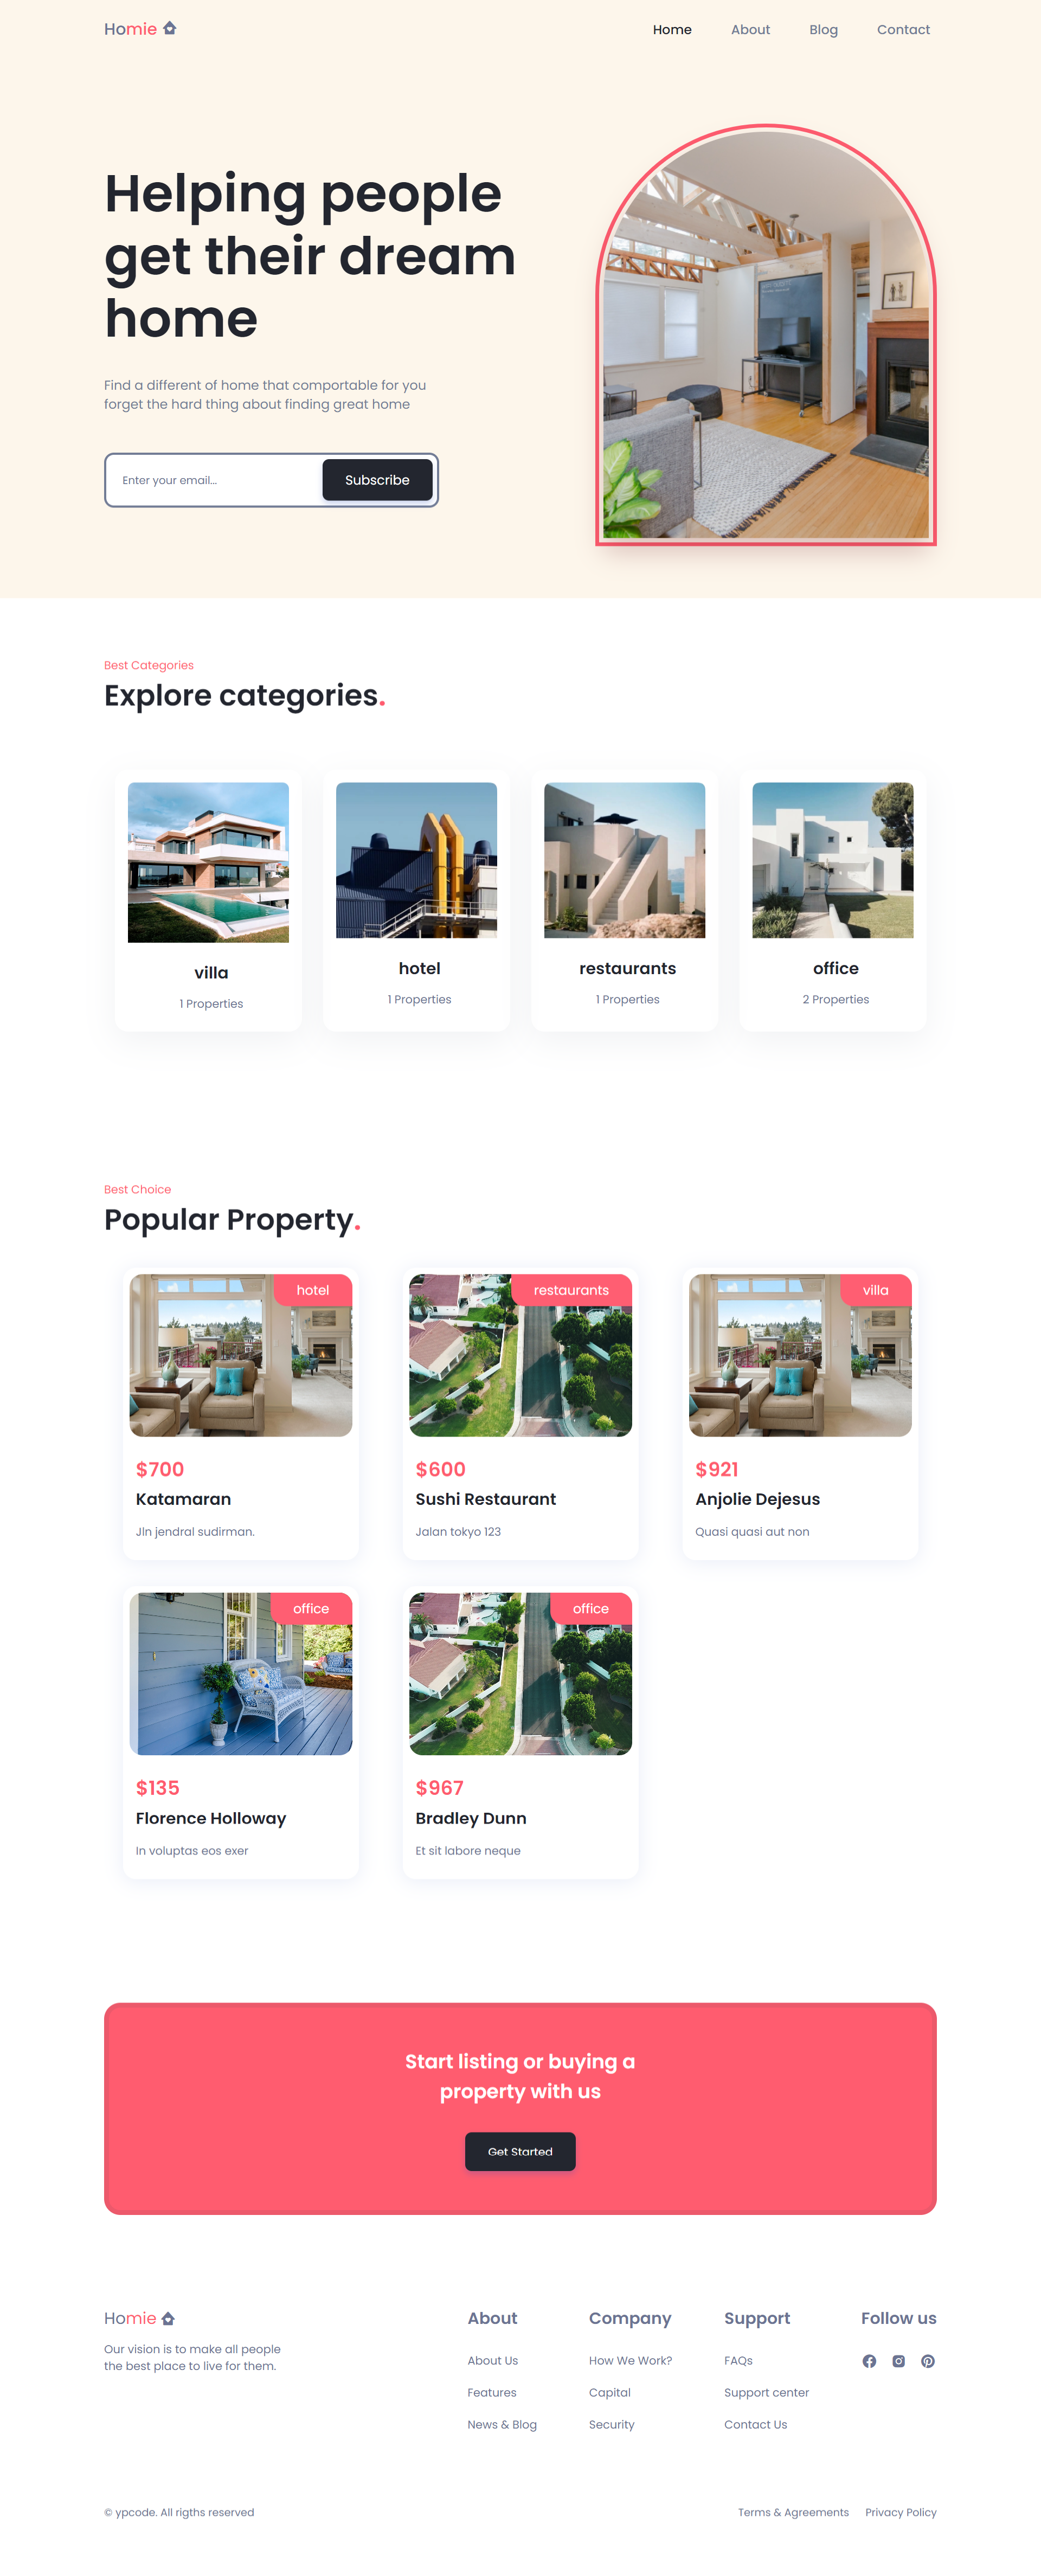 Homie
Home
About
Blog
Contact
Helping people
get their dream
home
Find a different of home that comportable for you
forget the hard thing about finding great home
Enter your email...
Subscribe
Best Categories
Explore categories.
villa
1 Properties
hotel
1 Properties
restaurants
1 Properties
office
2 Properties
Best Choice
Popular Property.
hotel
$700
Katamaran
Jln jendral sudirman.
restaurants
$600
Sushi Restaurant
Jalan tokyo 123
villa
$921
Anjolie Dejesus
Quasi quasi aut non
office
$135
Florence Holloway
In voluptas eos exer
office
$967
Bradley Dunn
Et sit labore neque
Start listing or buying a
property with us
Get Started
Homie
Our vision is to make all people
the best place to live for them.
About
About Us
Features
News & Blog
Company
How We Work?
Capital
Security
Support
FAQs
Support center
Contact Us
Follow us
© ypcode. All rigths reserved
Terms & Agreements
Privacy Policy